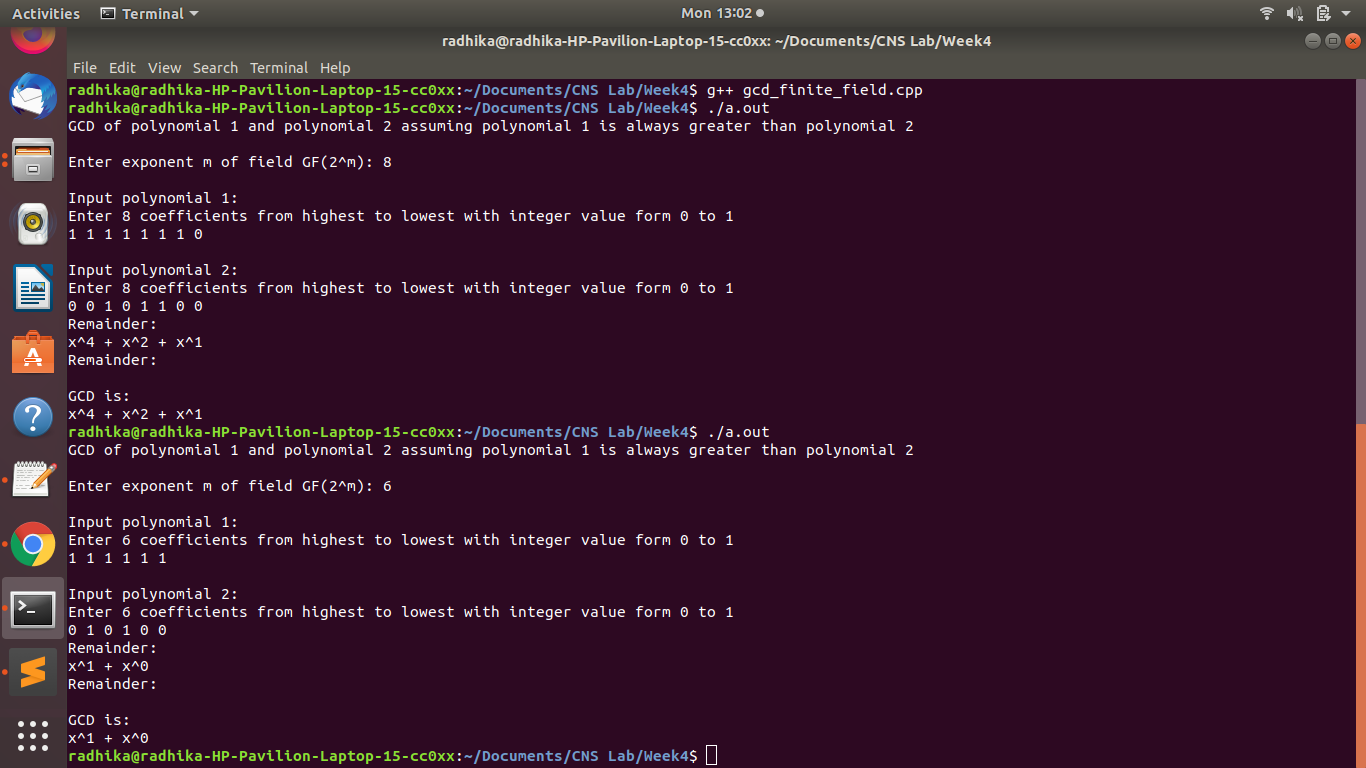 Activities Terminal Mon 13:02
radhika@radhika-HP-Pavilion-Laptop-15-cc0xx: ~/Documents/CNS Lab/Week4
File Edit View Search Terminal Help
radhika@radhika-HP-Pavilion-Laptop-15-cc0xx:~/Documents/CNS Lab/Week4$ g++ gcd_finite_field.cpp
radhika@radhika-HP-Pavilion-Laptop-15-cc0xx:~/Documents/CNS Lab/Week4$ ./a.out
GCD of polynomial 1 and polynomial 2 assuming polynomial 1 is always greater than polynomial 2
Enter exponent m of field GF(2^m): 8
Input polynomial 1:
Enter 8 coefficients from highest to lowest with integer value form 0 to 1
1 1 1 1 1 1 1 0
Input polynomial 2:
Enter 8 coefficients from highest to lowest with integer value form 0 to 1
0 0 1 0 1 1 0 0
Remainder:
x^4 + x^2 + x^1
Remainder:
GCD is:
x^4 + x^2 + x^1
radhika@radhika-HP-Pavilion-Laptop-15-cc0xx:~/Documents/CNS Lab/Week4$ ./a.out
GCD of polynomial 1 and polynomial 2 assuming polynomial 1 is always greater than polynomial 2
Enter exponent m of field GF(2^m): 6
Input polynomial 1:
Enter 6 coefficients from highest to lowest with integer value form 0 to 1
1 1 1 1 1 1
Input polynomial 2:
Enter 6 coefficients from highest to lowest with integer value form 0 to 1
0 1 0 1 0 0
Remainder:
x^1 + x^0
Remainder:
GCD is:
x^1 + x^0
radhika@radhika-HP-Pavilion-Laptop-15-cc0xx:~/Documents/CNS Lab/Week4$